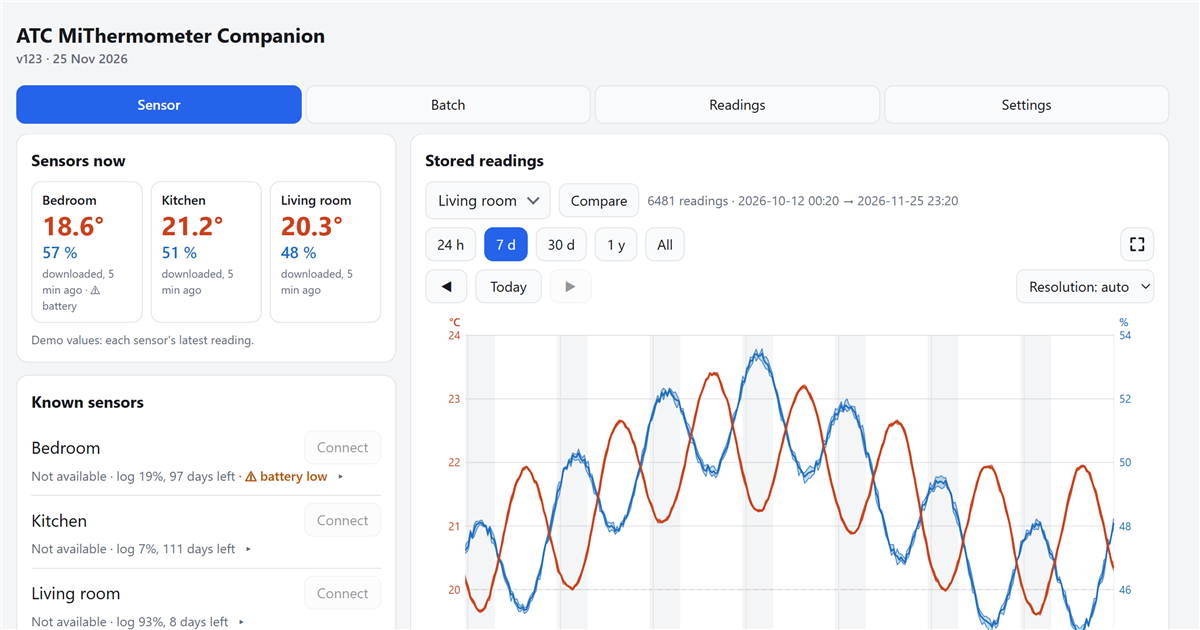 ATC MiThermometer Companion
v123 · 25 Nov 2026
Sensor
Batch
Readings
Settings
Sensors now
Bedroom
18.6°
57 %
downloaded, 5
min ago · ⚠
battery
Kitchen
21.2°
51 %
downloaded, 5
min ago
Living room
20.3°
48 %
downloaded, 5
min ago
Demo values: each sensor's latest reading.
Known sensors
Bedroom
Connect
Not available · log 19%, 97 days left · ⚠ battery low ▸
Kitchen
Connect
Not available · log 7%, 111 days left ▸
Living room
Connect
Not available · log 93%, 8 days left ▸
Stored readings
Living room
Compare
6481 readings · 2026-10-12 00:20 → 2026-11-25 23:20
24 h
7 d
30 d
1 y
All
◀
Today
▶
Resolution: auto
°C
%
24
54
23
52
22
50
21
48
20
46